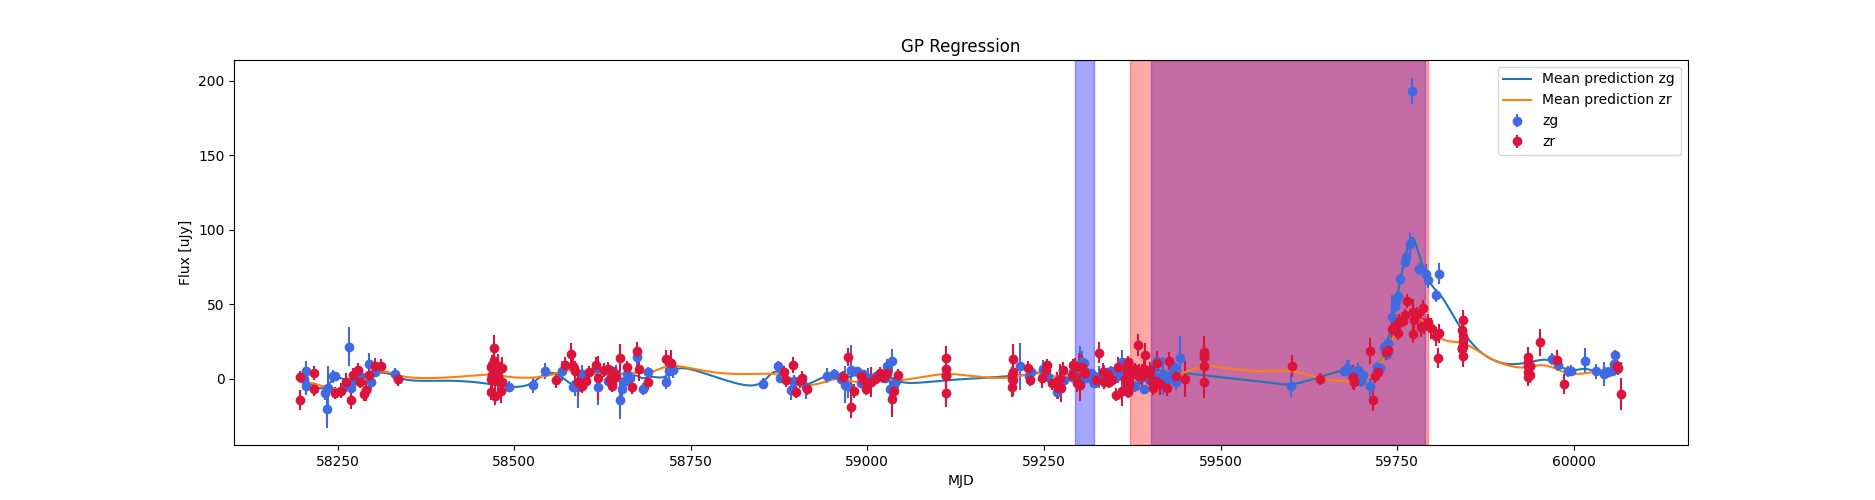 GP Regression
Flux [uJy]
200
150
100
50
0
58250 58500 58750 59000 59250 59500 59750 60000
MJD
Mean prediction zg
Mean prediction zr
zg
zr